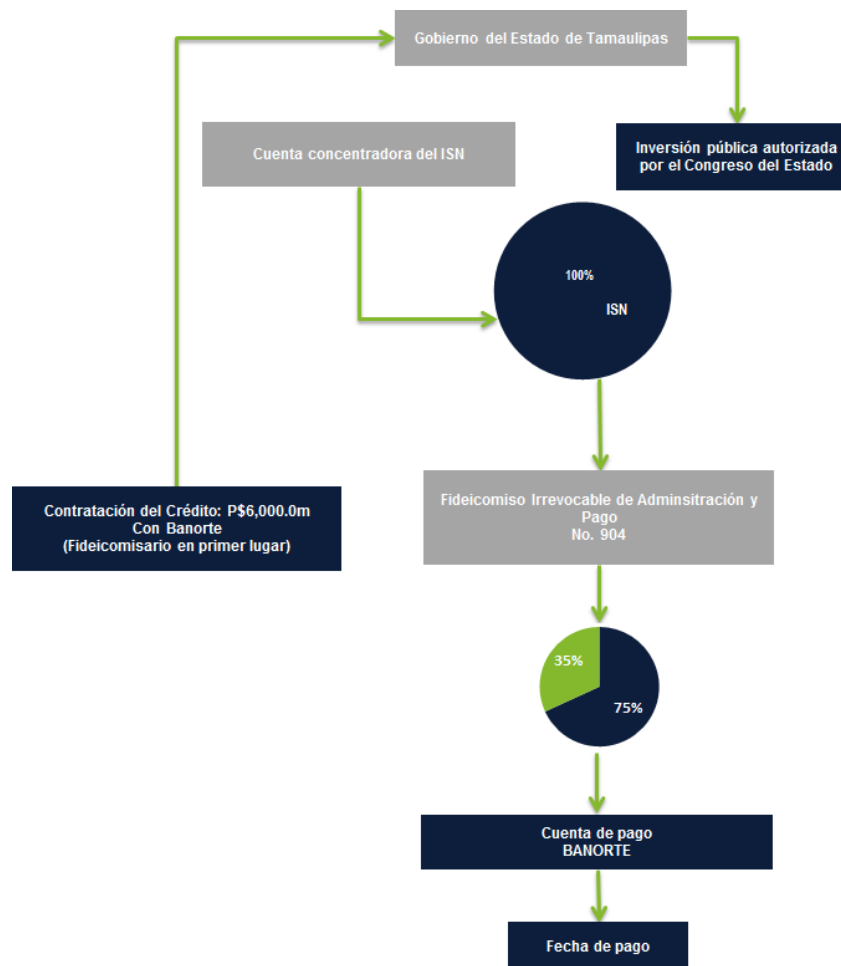 Gobierno del Estado de Tamaulipas
Cuenta concentradora del ISN
Inversión pública autorizada
por el Congreso del Estado
100%
ISN
Contratación del Crédito: P$6,000.0m
Con Banorte
(Fideicomisario en primer lugar)
Fideicomiso Irrevocable de Adminsitración y
Pago
No. 904
35%
75%
Cuenta de pago
BANORTE
Fecha de pago